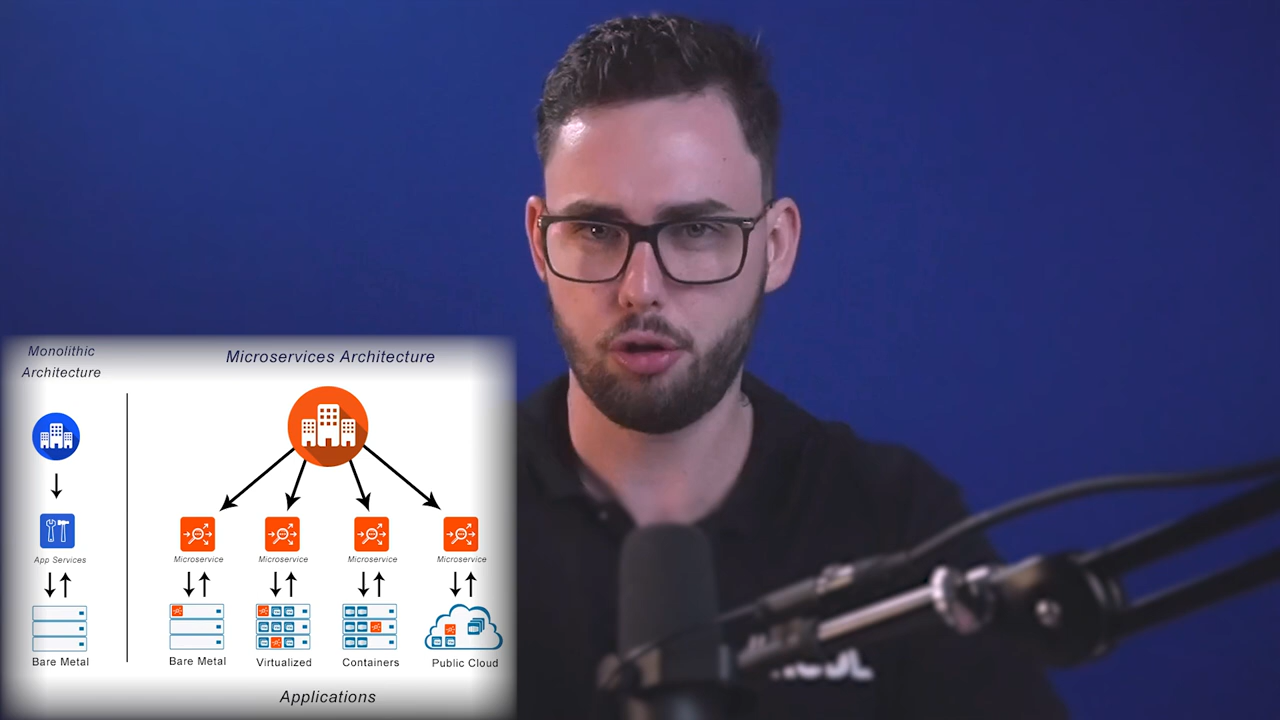 Monolithic
Architecture
Microservices Architecture
App Services
Microservice
Microservice
Microservice
Microservice
Bare Metal
Bare Metal
Virtualized
Containers
Public Cloud
Applications